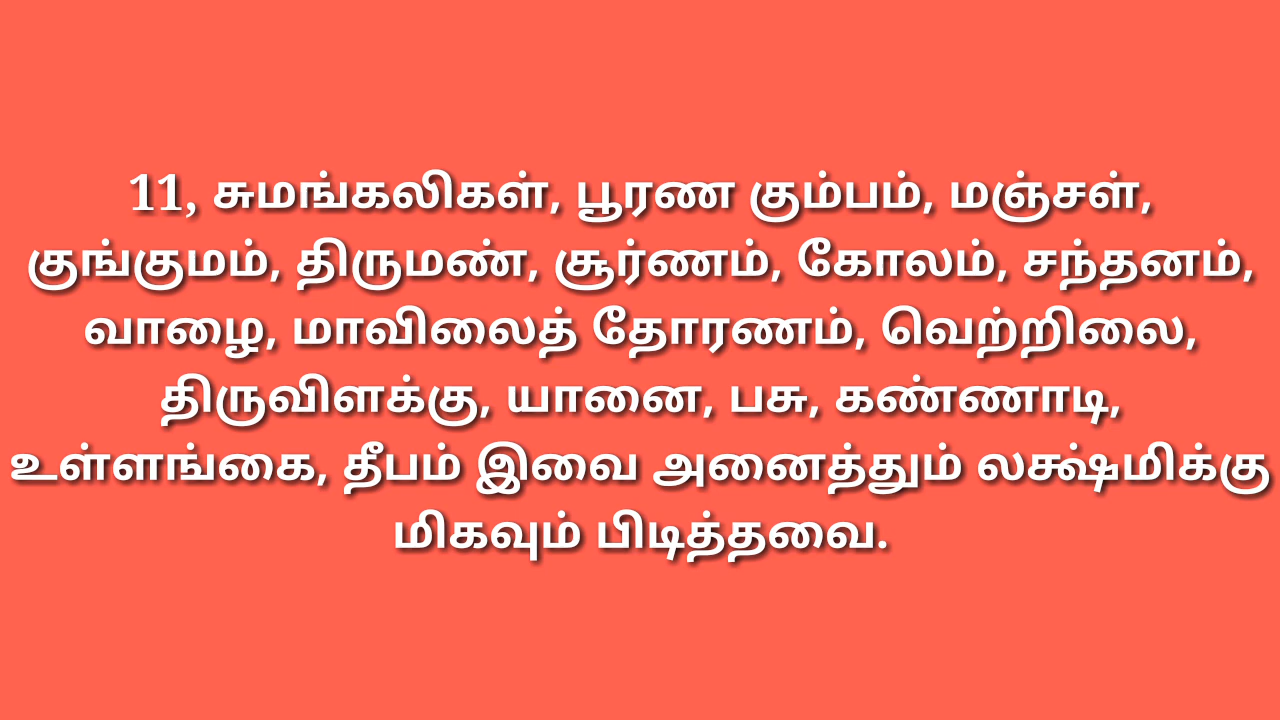 11, சுமங்கலிகள், பூரண கும்பம், மஞ்சள்,
குங்குமம், திருமண், சூர்ணம், கோலம், சந்தனம்,
வாழை, மாவிலைத் தோரணம், வெற்றிலை,
திருவிளக்கு, யானை, பசு, கண்ணாடி,
உள்ளங்கை, தீபம் இவை அனைத்தும் லக்ஷ்மிக்கு
மிகவும் பிடித்தவை.